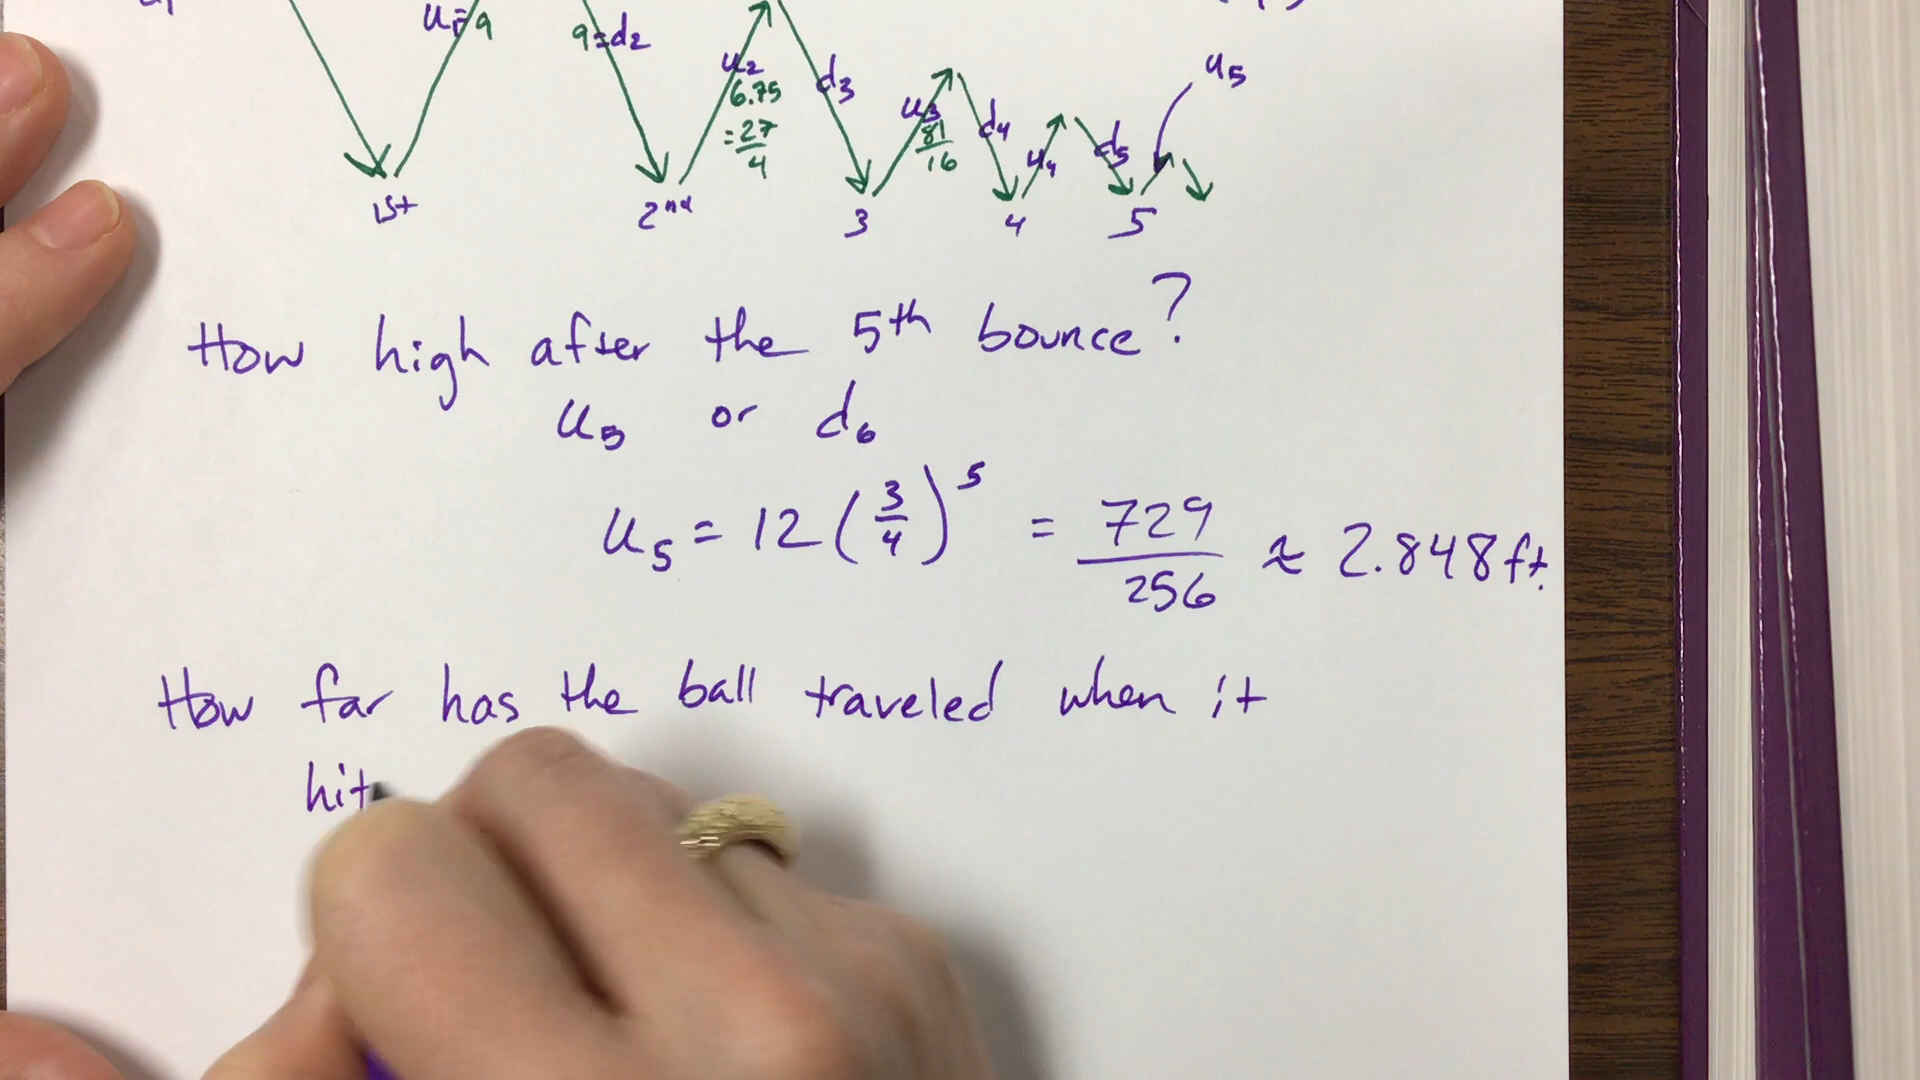 u₁ = 9
9 = d₂
u₂
6.75
= 27/4
d₃
u₃
81/16
d₄
u₄
d₅
u₅
1st 2nd 3 4 5
How high after the 5th bounce?
u₅ or d₆
u₅ = 12 (3/4)⁵ = 729/256 ≈ 2.848 ft.
How far has the ball traveled when it
hit